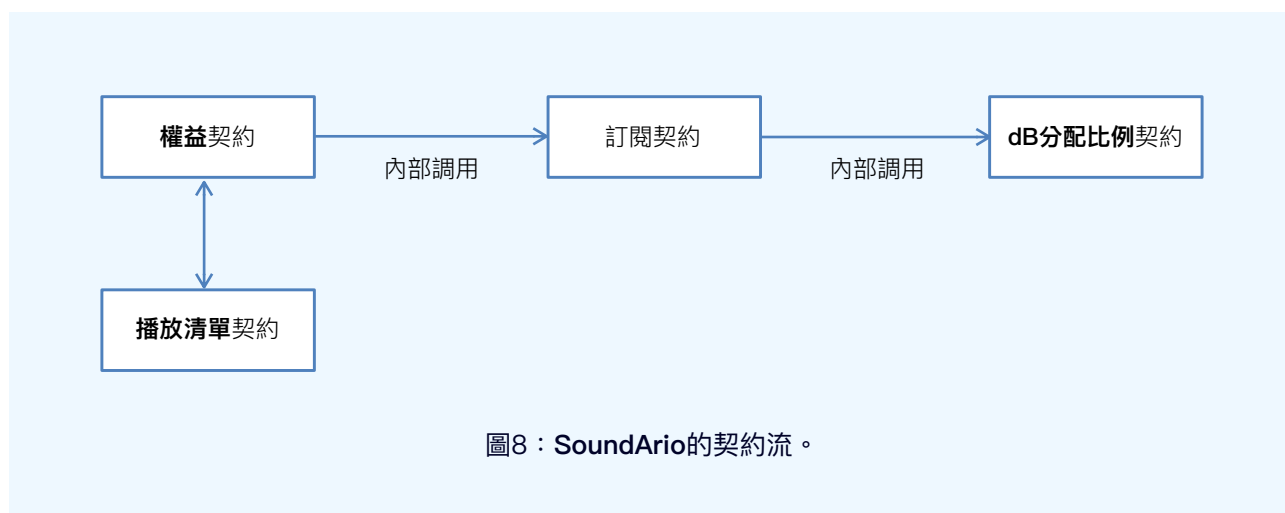 權益契約
內部調用
訂閱契約
內部調用
dB分配比例契約
播放清單契約
圖8：SoundArio的契約流。